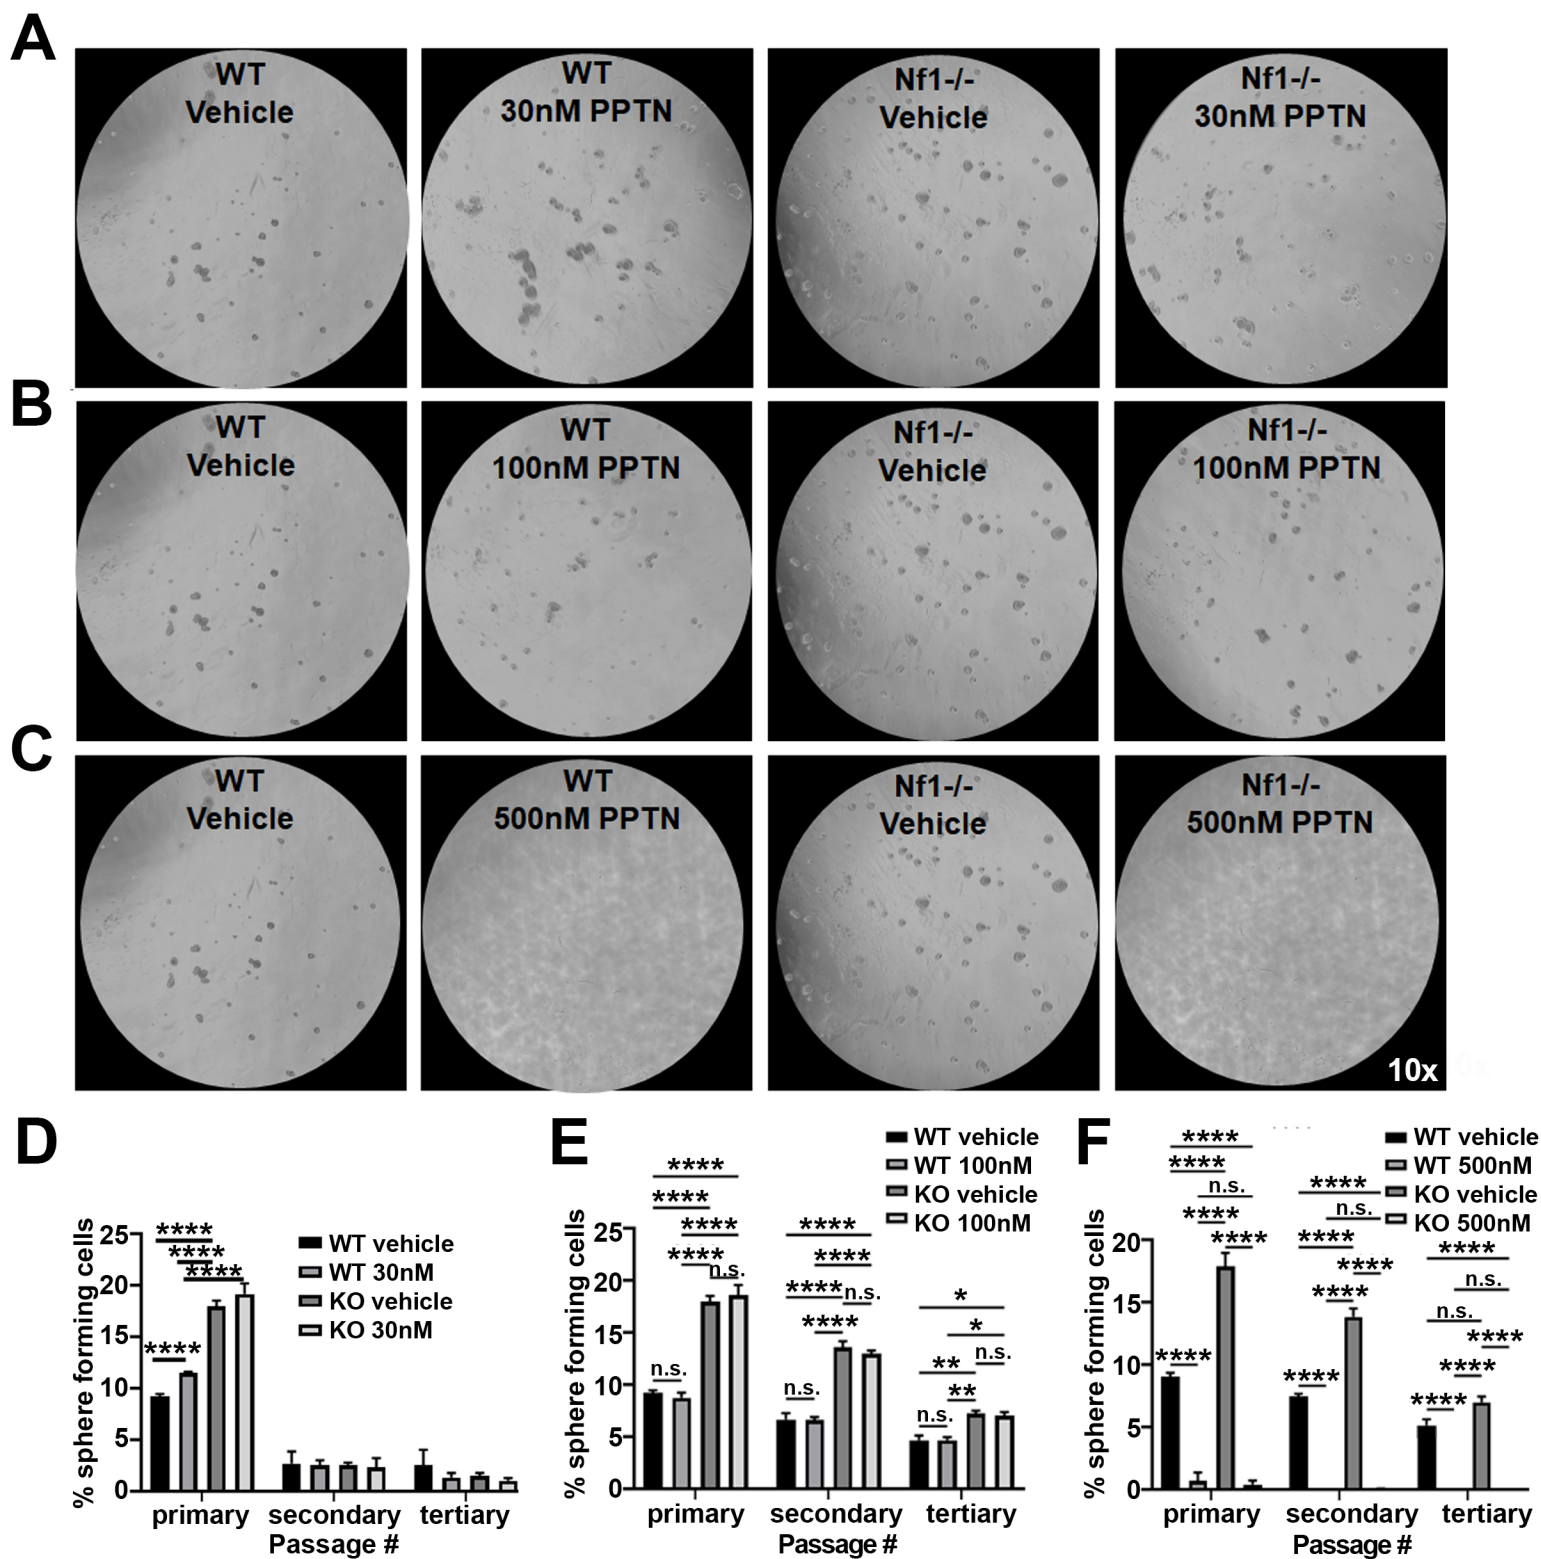 A
WT
Vehicle
WT
30nM PPTN
Nf1-/-
Vehicle
Nf1-/-
30nM PPTN
B
WT
Vehicle
WT
100nM PPTN
Nf1-/-
Vehicle
Nf1-/-
100nM PPTN
C
WT
Vehicle
WT
500nM PPTN
Nf1-/-
Vehicle
Nf1-/-
500nM PPTN
10x
D
% sphere forming cells
25
20
15
10
5
0
****
****
****
****
WT vehicle
WT 30nM
KO vehicle
KO 30nM
primary
secondary
tertiary
Passage #
E
% sphere forming cells
25
20
15
10
5
0
WT vehicle
WT 100nM
KO vehicle
KO 100nM
****
****
****
****
n.s.
n.s.
****
****
****
n.s.
****
n.s.
*
*
n.s.
**
**
n.s.
primary
secondary
tertiary
Passage #
F
% sphere forming cells
20
15
10
5
0
WT vehicle
WT 500nM
KO vehicle
KO 500nM
****
****
n.s.
****
****
****
****
n.s.
****
****
****
****
****
n.s.
n.s.
****
****
****
primary
secondary
tertiary
Passage #